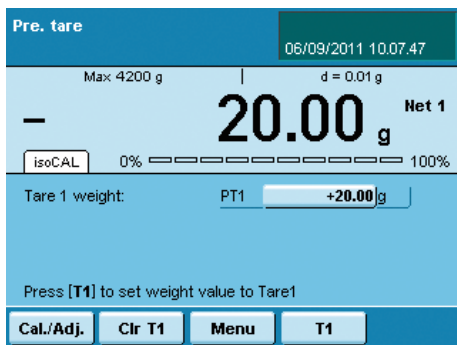 Pre. tare
06/09/2011 10.07.47
Max 4200 g d = 0.01 g
– 20.00 g Net 1
isoCAL 0% 100%
Tare 1 weight: PT1 +20.00 g
Press [T1] to set weight value to Tare1
Cal./Adj. Clr T1 Menu T1